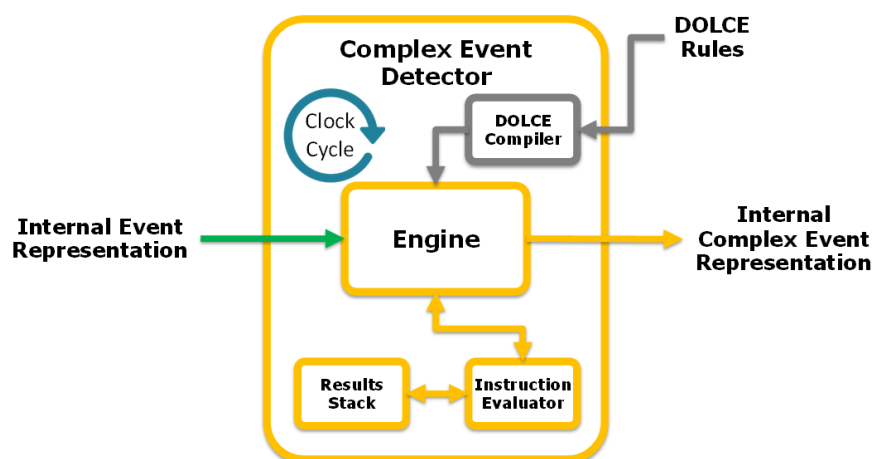 Complex Event
Detector
DOLCE
Rules
Clock
Cycle
DOLCE
Compiler
Internal Event
Representation
Engine
Internal
Complex Event
Representation
Results
Stack
Instruction
Evaluator